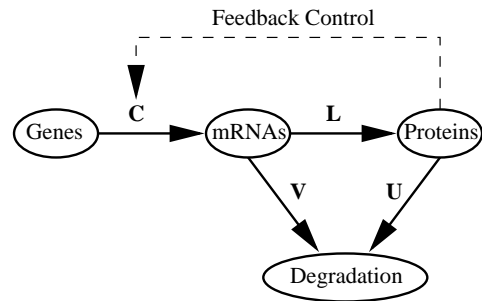 Feedback Control
C
L
Genes
mRNAs
Proteins
V
U
Degradation